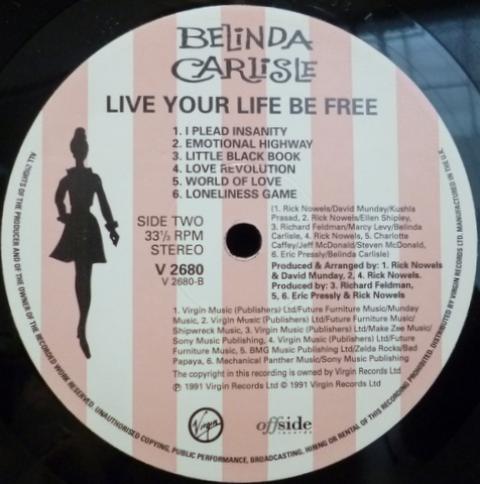 BELINDA
CARLISLE
LIVE YOUR LIFE BE FREE
1. I PLEAD INSANITY
2. EMOTIONAL HIGHWAY
3. LITTLE BLACK BOOK
4. LOVE REVOLUTION
5. WORLD OF LOVE
6. LONELINESS GAME
SIDE TWO
33⅓ RPM
STEREO
V 2680
V 2680-B
(1. Rick Nowels/David Munday/Kushla
Prasad, 2. Rick Nowels/Ellen Shipley,
3. Richard Feldman/Marcy Levy/Belinda
Carlisle, 4. Rick Nowels, 5. Charlotte
Caffey/Jeff McDonald/Steven McDonald,
6. Eric Pressly/Belinda Carlisle)
Produced & Arranged by: 1. Rick Nowels
& David Munday, 2, 4. Rick Nowels.
Produced by: 3. Richard Feldman,
5, 6. Eric Pressly & Rick Nowels
1. Virgin Music (Publishers) Ltd/Future Furniture Music/Munday
Music, 2. Virgin Music (Publishers) Ltd/Future Furniture Music/
Shipwreck Music, 3. Virgin Music (Publishers) Ltd/Make Zee Music/
Sony Music Publishing, 4. Virgin Music (Publishers) Ltd/Future
Furniture Music, 5. BMG Music Publishing Ltd/Zelda Rocks/Bad
Papaya, 6. Mechanical Panther Music/Sony Music Publishing
The copyright in this recording is owned by Virgin Records Ltd
℗ 1991 Virgin Records Ltd © 1991 Virgin Records Ltd
Virgin
offside
records
ALL RIGHTS OF THE PRODUCER AND OF THE OWNER OF THE RECORDED WORK RESERVED. UNAUTHORISED COPYING, PUBLIC PERFORMANCE, BROADCASTING, HIRING OR RENTAL OF THIS RECORDING PROHIBITED. DISTRIBUTED BY VIRGIN RECORDS LTD. MANUFACTURED IN THE U.K.